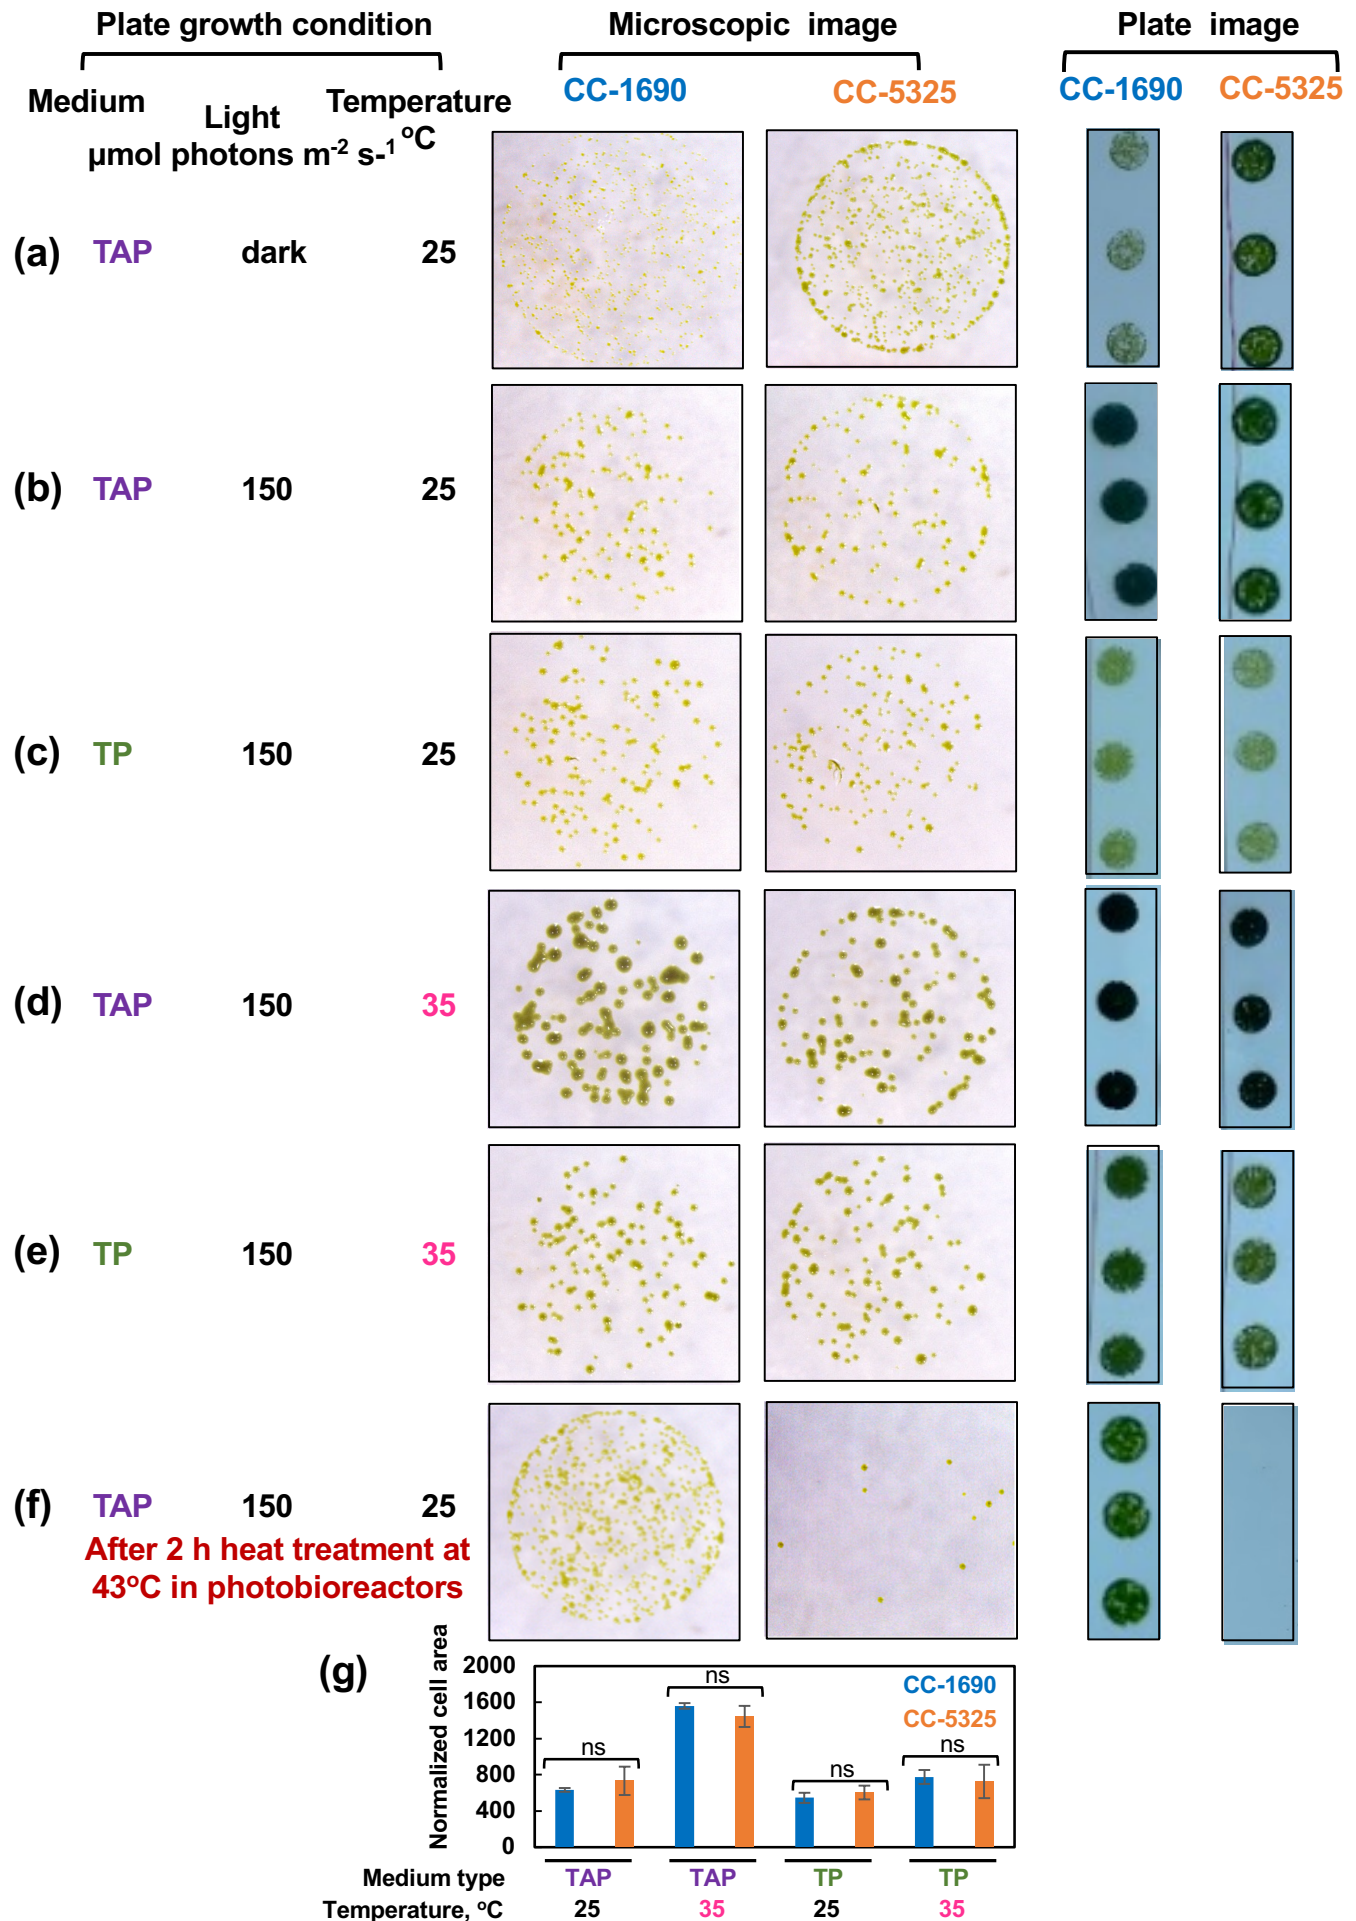 Plate growth condition
Microscopic image
Plate image
Medium
Light
µmol photons m-2 s-1
Temperature
oC
CC-1690
CC-5325
CC-1690
CC-5325
(a) TAP dark 25
(b) TAP 150 25
(c) TP 150 25
(d) TAP 150 35
(e) TP 150 35
(f) TAP 150 25
After 2 h heat treatment at
43oC in photobioreactors
(g)
Normalized cell area
2000
1600
1200
800
400
0
ns
ns
ns
ns
CC-1690
CC-5325
Medium type TAP TAP TP TP
Temperature, oC 25 35 25 35